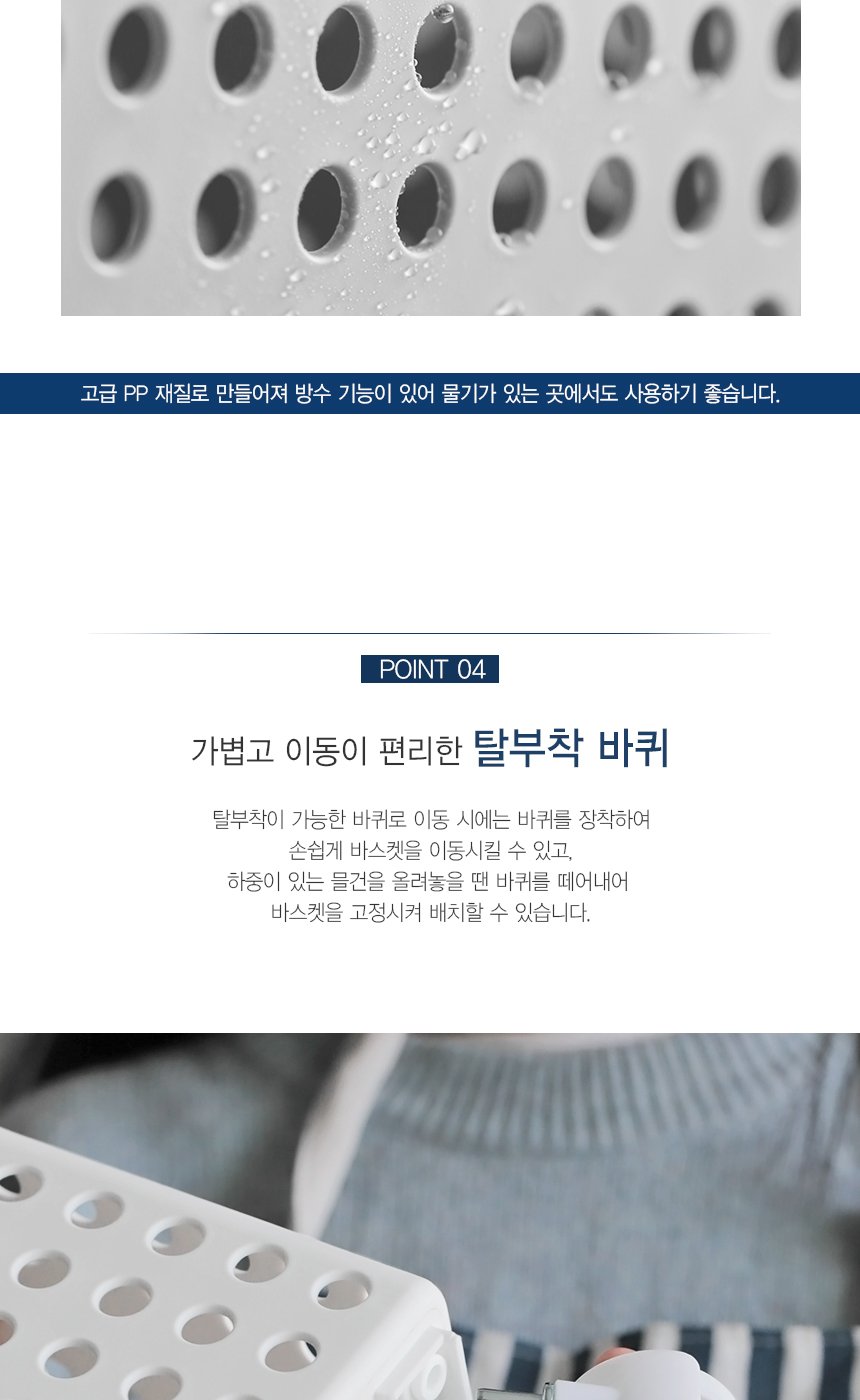 고급 PP 재질로 만들어져 방수 기능이 있어 물기가 있는 곳에서도 사용하기 좋습니다.
POINT 04
가볍고 이동이 편리한 탈부착 바퀴
탈부착이 가능한 바퀴로 이동 시에는 바퀴를 장착하여
손쉽게 바스켓을 이동시킬 수 있고,
하중이 있는 믈건을 올려놓을 땐 바퀴를 떼어내어
바스켓을 고정시켜 배치할 수 있습니다.